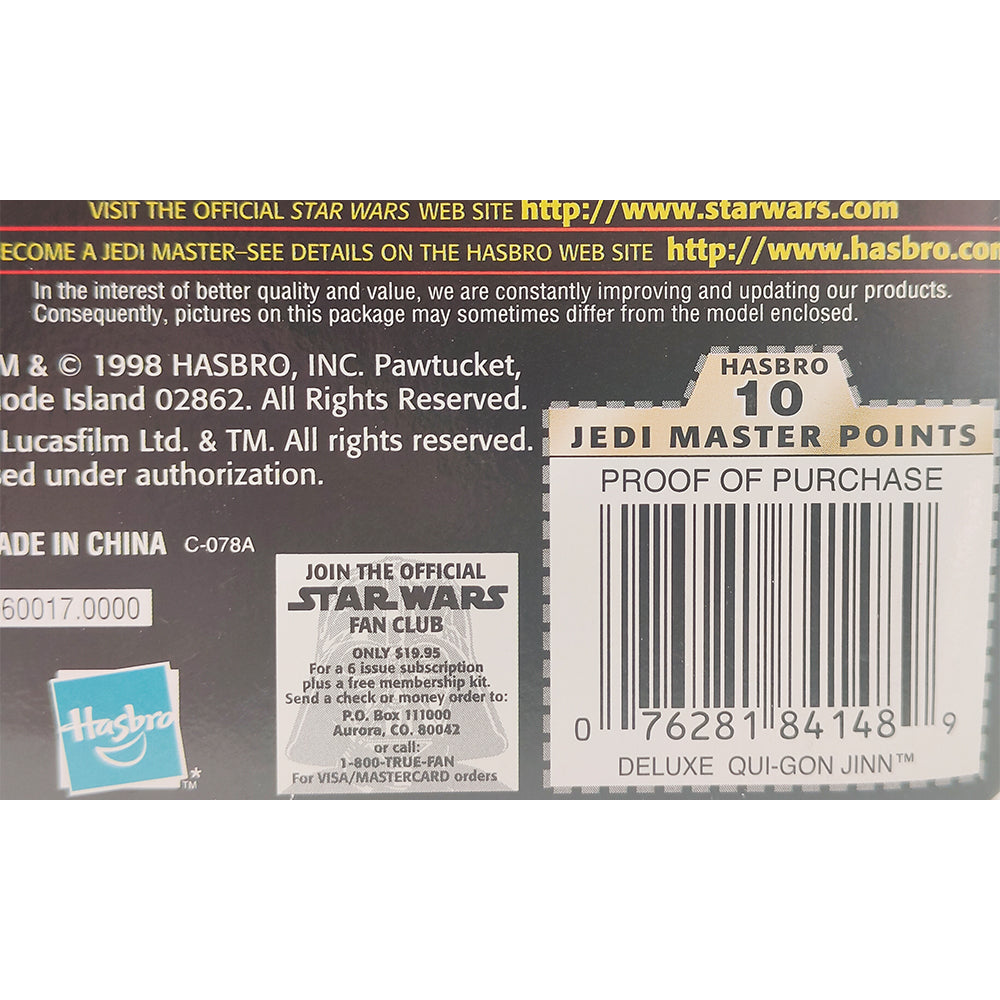 VISIT THE OFFICIAL STAR WARS WEB SITE http://www.starwars.com
ECOME A JEDI MASTER–SEE DETAILS ON THE HASBRO WEB SITE http://www.hasbro.com
In the interest of better quality and value, we are constantly improving and updating our products.
Consequently, pictures on this package may sometimes differ from the model enclosed.
M & © 1998 HASBRO, INC. Pawtucket,
ode Island 02862. All Rights Reserved.
Lucasfilm Ltd. & TM. All rights reserved.
ed under authorization.
ADE IN CHINA C-078A
60017.0000
Hasbro
TM*
JOIN THE OFFICIAL
STAR WARS
FAN CLUB
ONLY $19.95
For a 6 issue subscription
plus a free membership kit.
Send a check or money order to:
P.O. Box 111000
Aurora, CO. 80042
or call:
1-800-TRUE-FAN
For VISA/MASTERCARD orders
HASBRO
10
JEDI MASTER POINTS
PROOF OF PURCHASE
0 76281 84148 9
DELUXE QUI-GON JINN™